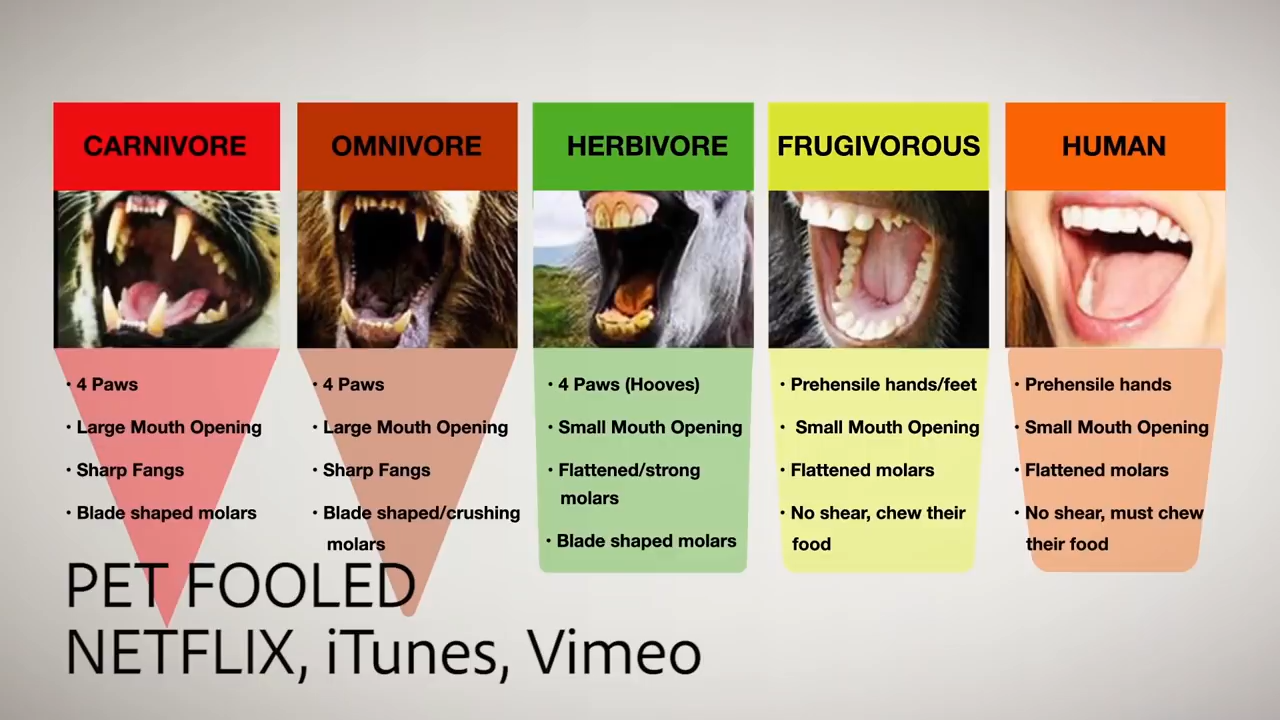 CARNIVORE
• 4 Paws
• Large Mouth Opening
• Sharp Fangs
• Blade shaped molars
OMNIVORE
• 4 Paws
• Large Mouth Opening
• Sharp Fangs
• Blade shaped/crushing
molars
HERBIVORE
• 4 Paws (Hooves)
• Small Mouth Opening
• Flattened/strong
molars
• Blade shaped molars
FRUGIVOROUS
• Prehensile hands/feet
• Small Mouth Opening
• Flattened molars
• No shear, chew their
food
HUMAN
• Prehensile hands
• Small Mouth Opening
• Flattened molars
• No shear, must chew
their food
PET FOOLED
NETFLIX, iTunes, Vimeo